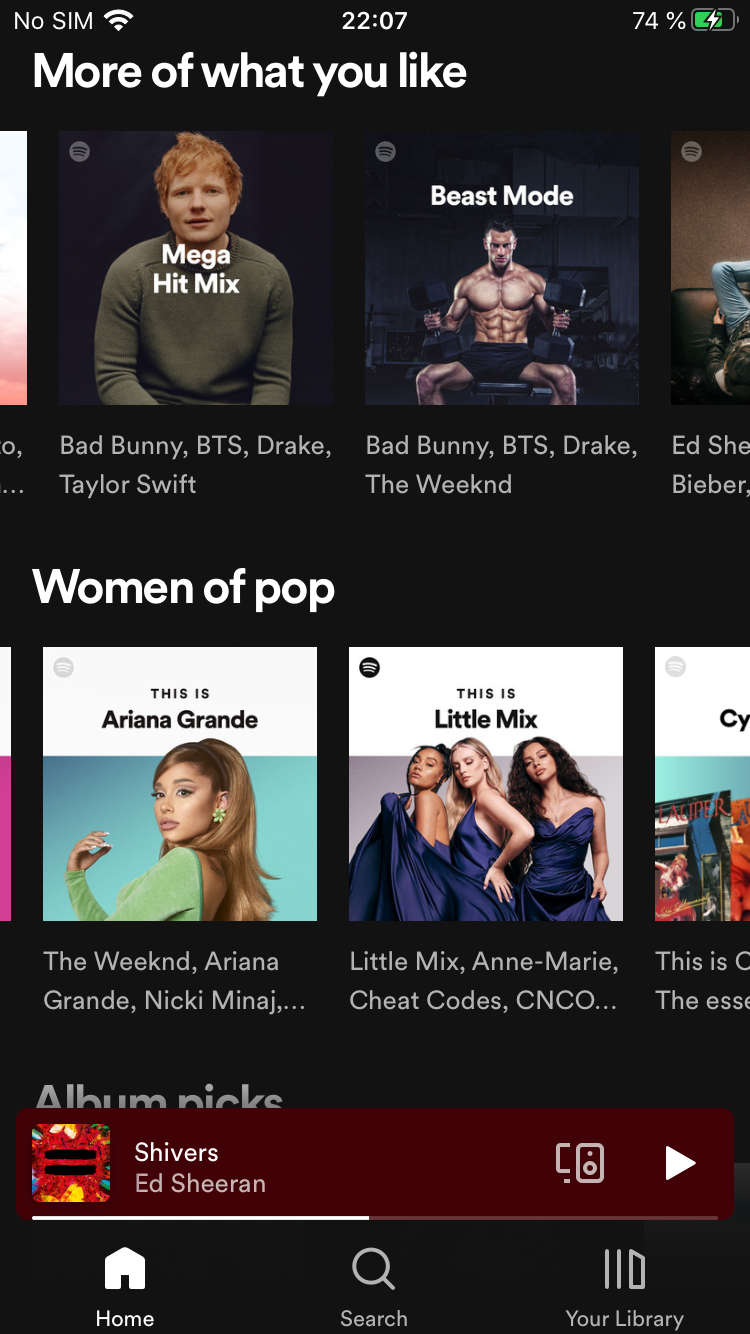 No SIM 22:07 74 %
More of what you like
Mega
Hit Mix
Beast Mode
to,
Bad Bunny, BTS, Drake,
Taylor Swift
Bad Bunny, BTS, Drake,
The Weeknd
Ed She
Bieber,
Women of pop
THIS IS
Ariana Grande
THIS IS
Little Mix
Cy
LAUPER
The Weeknd, Ariana
Grande, Nicki Minaj,...
Little Mix, Anne-Marie,
Cheat Codes, CNCO...
This is C
The esse
Album picks
Shivers
Ed Sheeran
Home
Search
Your Library